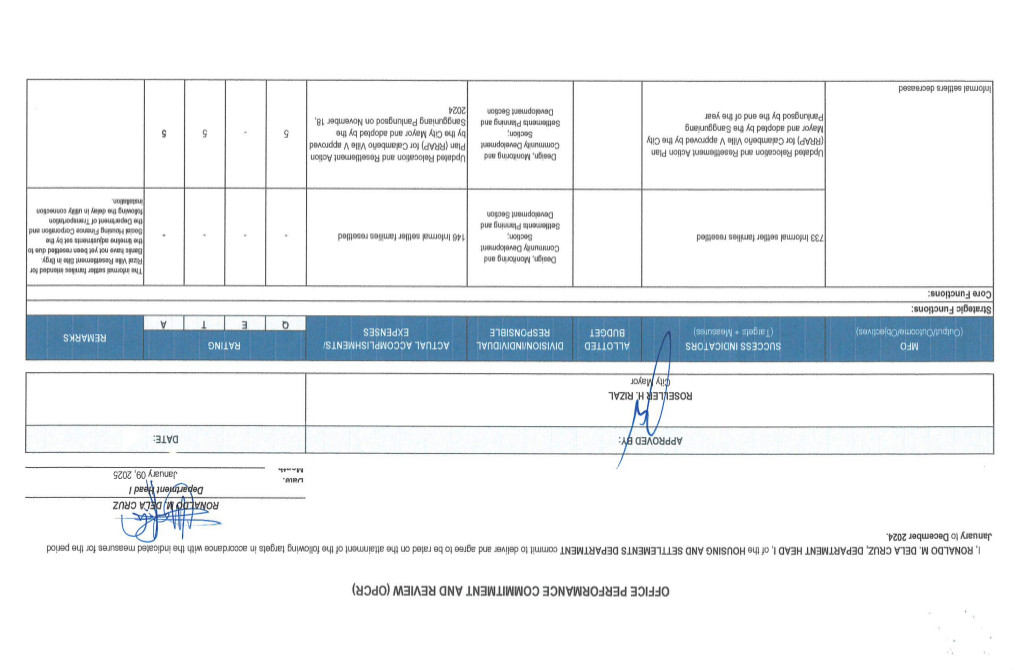 OFFICE PERFORMANCE COMMITMENT AND REVIEW (OPCR)
I, RONALDO M. DELA CRUZ, DEPARTMENT HEAD I, of the HOUSING AND SETTLEMENTS DEPARTMENT commit to deliver and agree to be rated on the attainment of the following targets in accordance with the indicated measures for the period
January to December 2024.
RONALDO M. DELA CRUZ
Department Head I
Date:
January 09, 2025
APPROVED BY:
DATE:
ROSELLER H. RIZAL
City Mayor
MFO
(Output/Outcome/Objectives)
SUCCESS INDICATORS
(Targets + Measures)
ALLOTTED
BUDGET
DIVISION/INDIVIDUAL
RESPONSIBLE
ACTUAL ACCOMPLISHMENTS/
EXPENSES
RATING
Q
E
T
A
REMARKS
Strategic Functions:
Core Functions:
733 Informal settler families resettled
Design, Monitoring and
Community Development
Section;
Settlements Planning and
Development Section
146 Informal settler families resettled
-
-
-
-
The informal settler families intended for
Rizal Ville Resettlement Site in Brgy.
Banlic have not yet been resettled due to
the timeline adjustments set by the
Social Housing Finance Corporation and
the Department of Transportation
following the delay in utility connection
installation.
Informal settlers decreased
Updated Relocation and Resettlement Action Plan
(RRAP) for Calambeño Ville V approved by the City
Mayor and adopted by the Sangguniang
Panlungsod by the end of the year
Design, Monitoring and
Community Development
Section;
Settlements Planning and
Development Section
Updated Relocation and Resettlement Action
Plan (RRAP) for Calambeño Ville V approved
by the City Mayor and adopted by the
Sangguniang Panlungsod on November 18,
2024
5
-
5
5